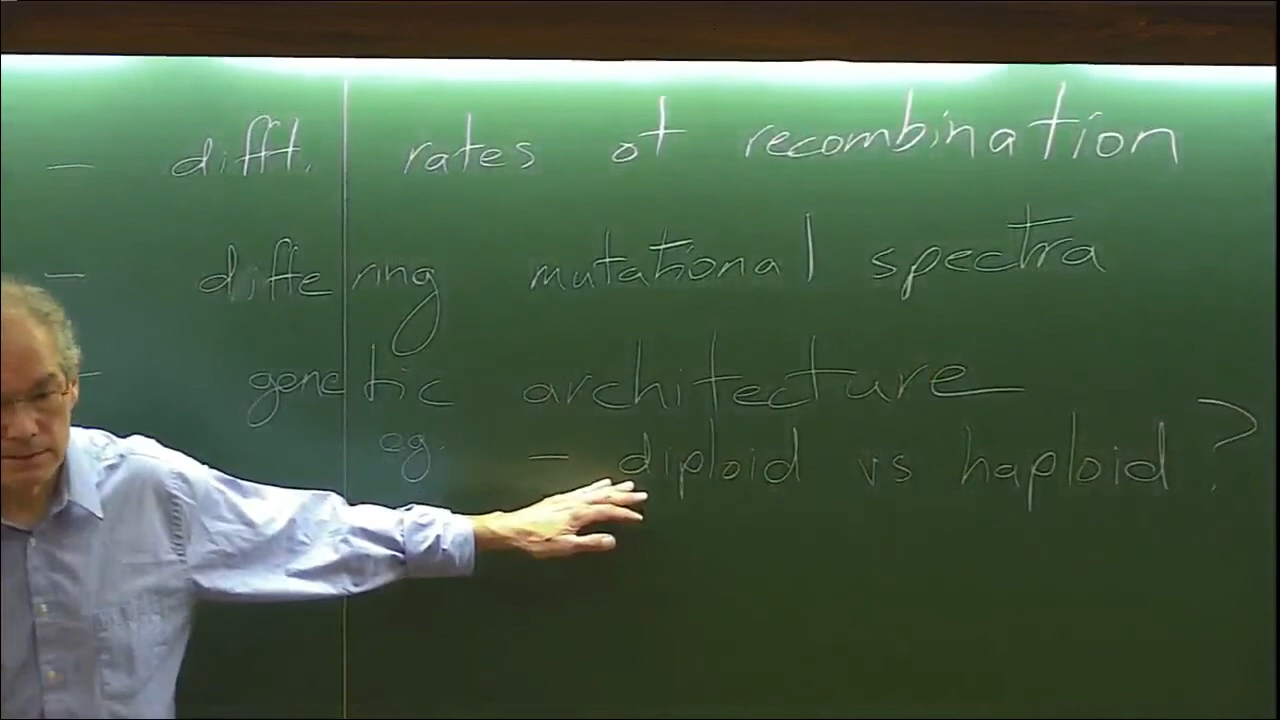 - difft. rates of recombination
- differing mutational spectra
- genetic architecture
eg. - diploid vs haploid ?